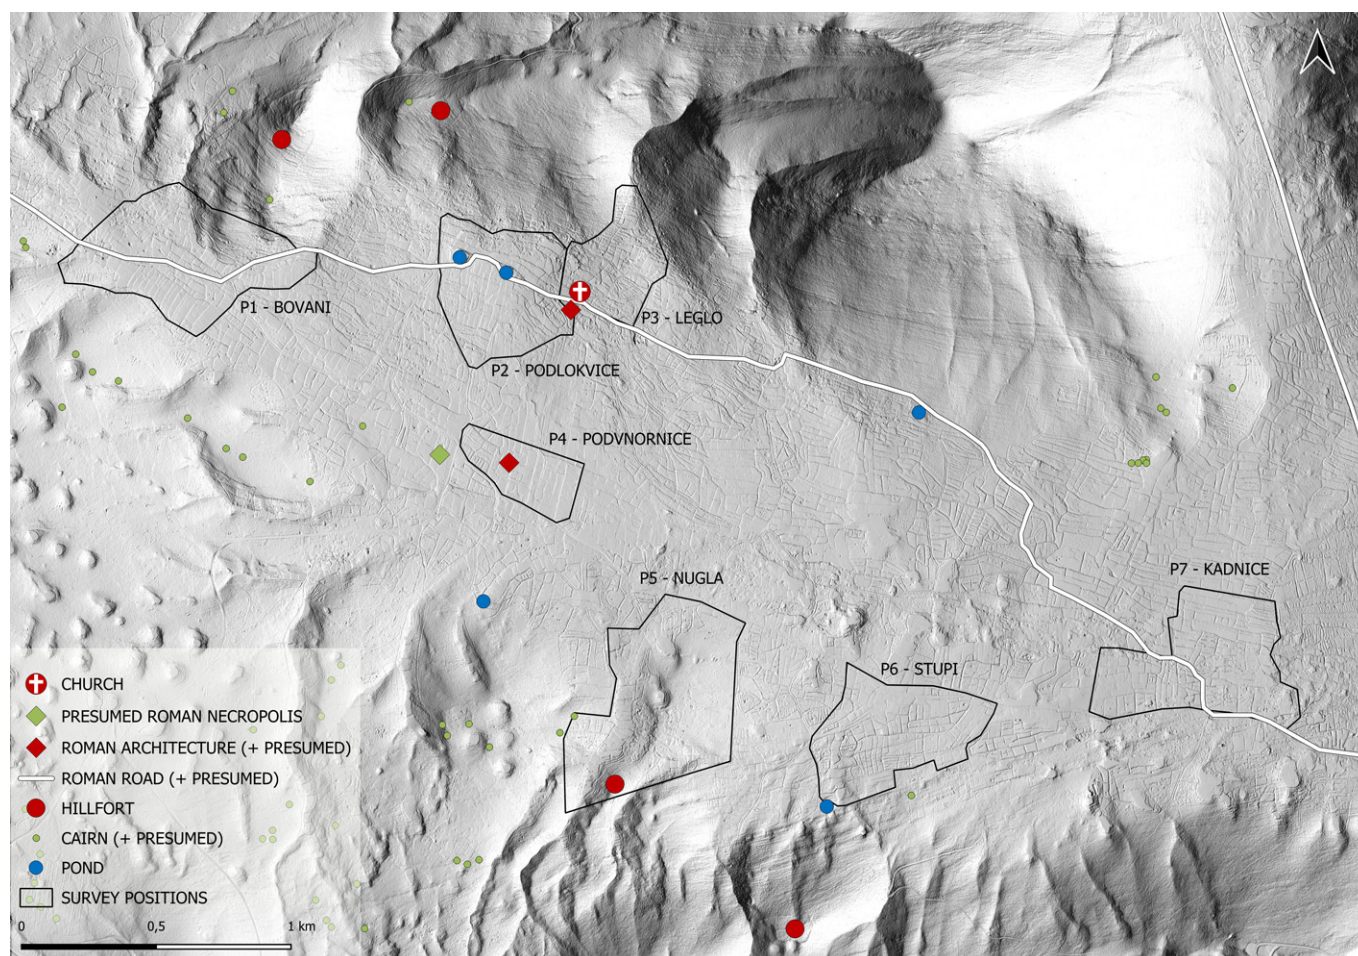 P1 - BOVANI
P3 - LEGLO
P2 - PODLOKVICE
P4 - PODVNORNICE
P5 - NUGLA
P7 - KADNICE
P6 - STUPI
CHURCH
PRESUMED ROMAN NECROPOLIS
ROMAN ARCHITECTURE (+ PRESUMED)
ROMAN ROAD (+ PRESUMED)
HILLFORT
CAIRN (+ PRESUMED)
POND
SURVEY POSITIONS
0 0,5 1 km